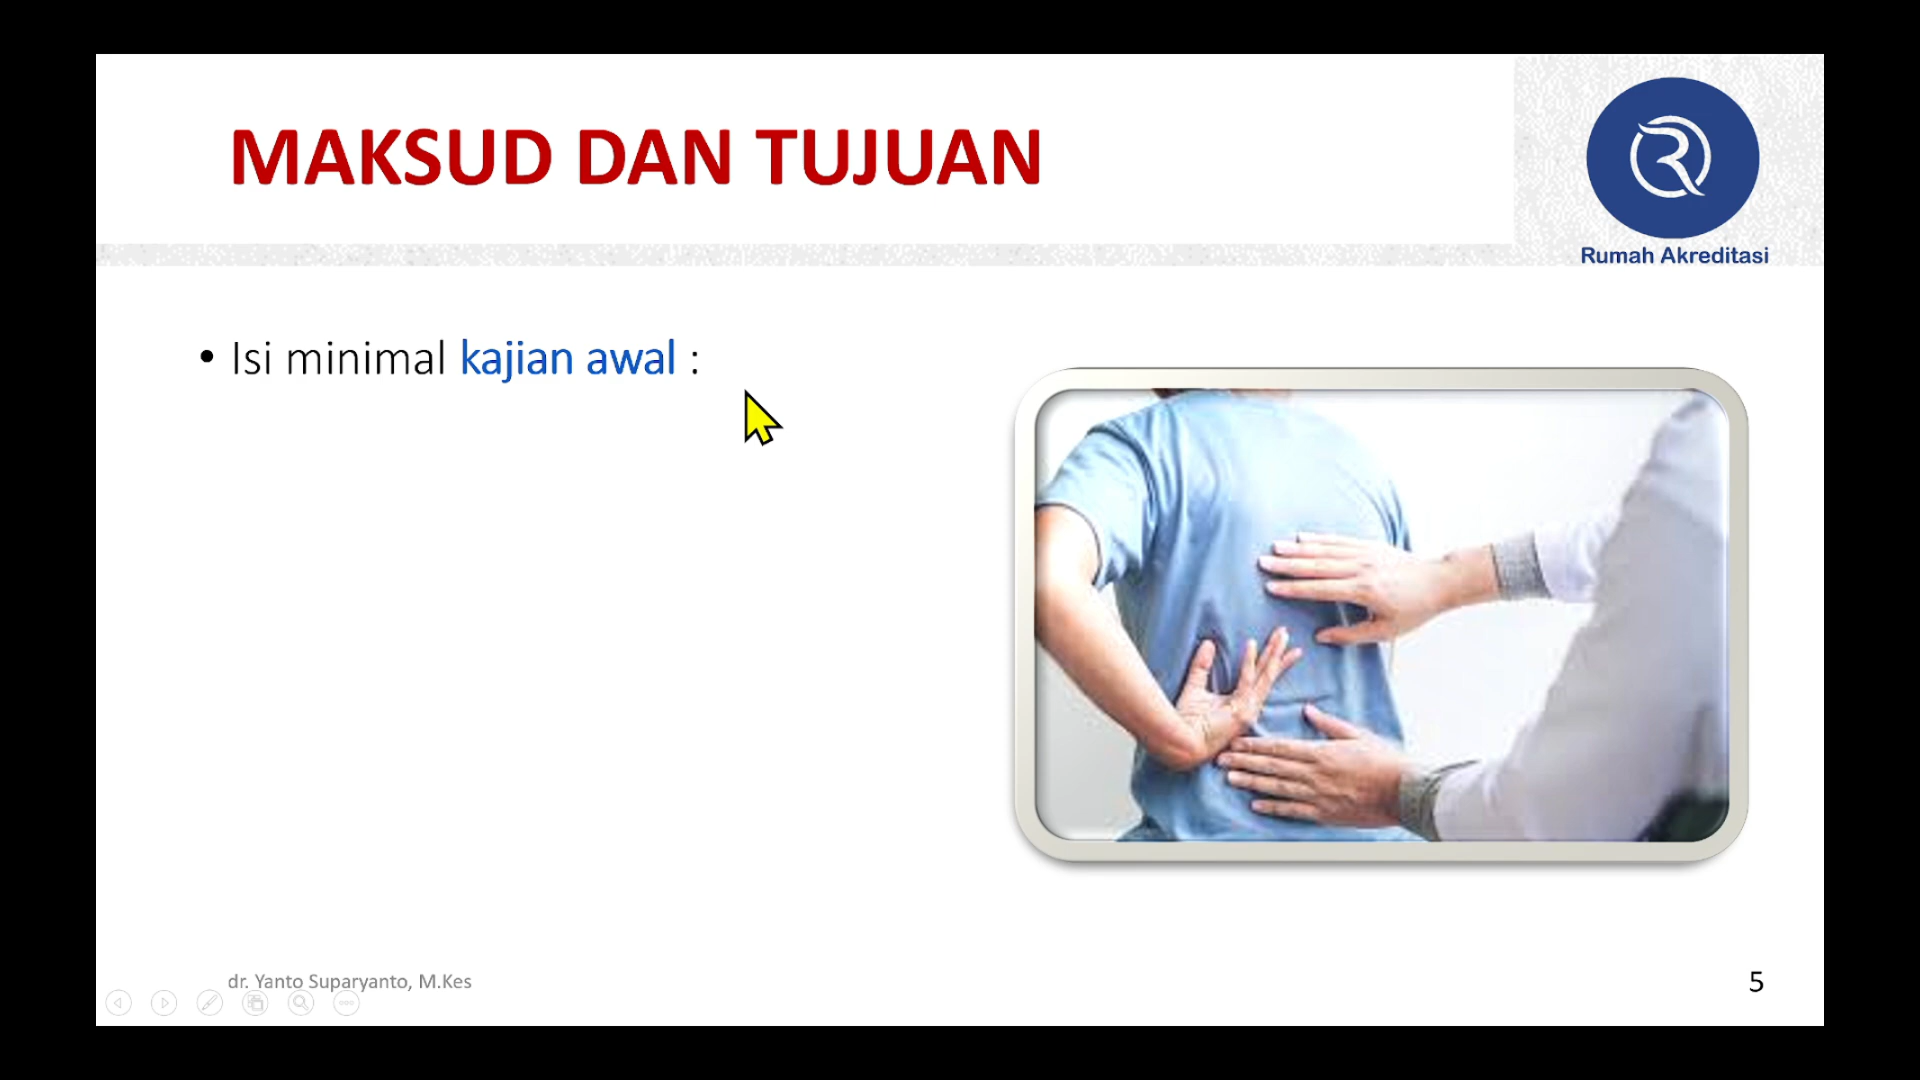 MAKSUD DAN TUJUAN
Rumah Akreditasi
• Isi minimal kajian awal :
dr. Yanto Suparyanto, M.Kes
5